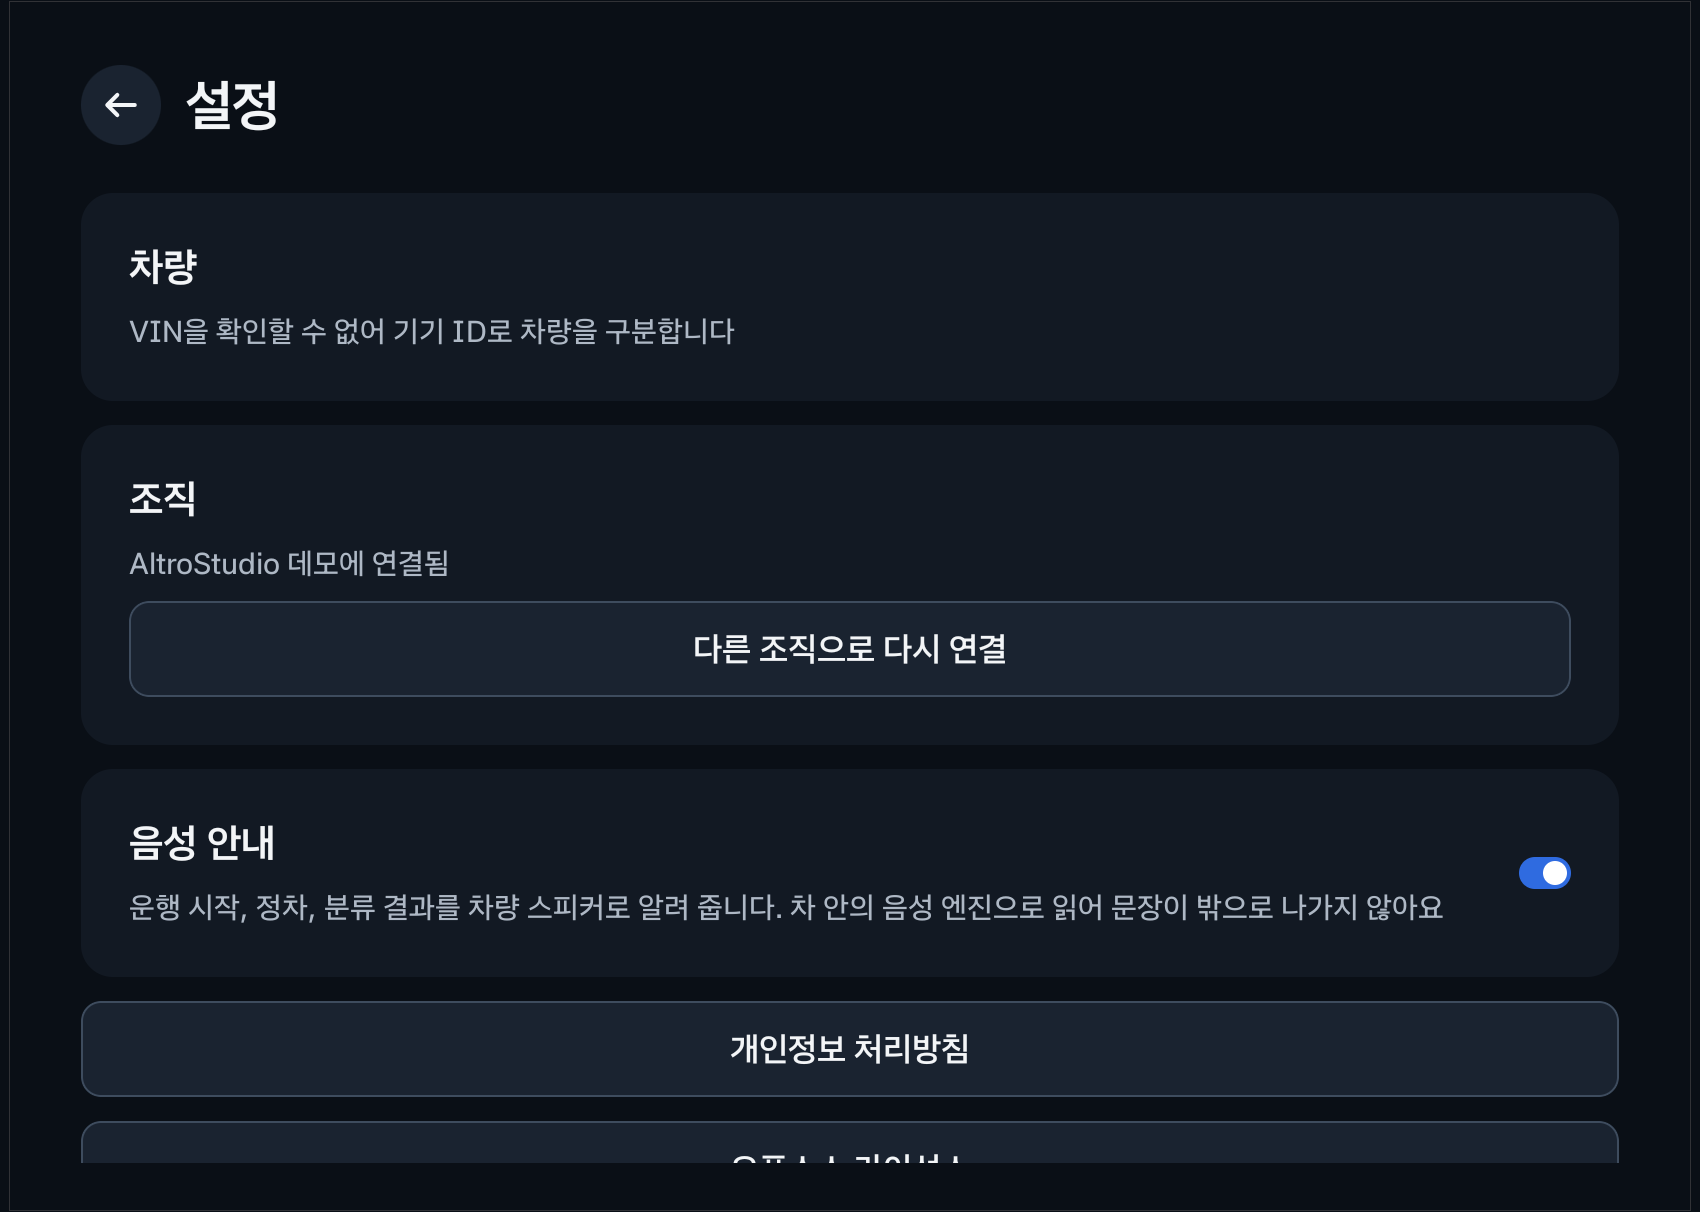 설정
차량
VIN을 확인할 수 없어 기기 ID로 차량을 구분합니다
조직
AltroStudio 데모에 연결됨
다른 조직으로 다시 연결
음성 안내
운행 시작, 정차, 분류 결과를 차량 스피커로 알려 줍니다. 차 안의 음성 엔진으로 읽어 문장이 밖으로 나가지 않아요
개인정보 처리방침